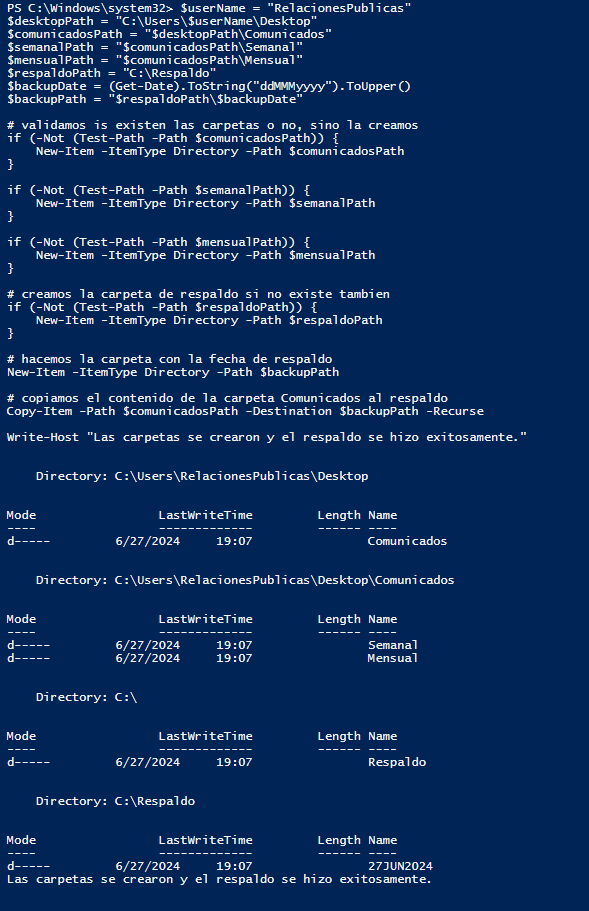 PS C:\Windows\system32> $userName = "RelacionesPublicas"
$desktopPath = "C:\Users\$userName\Desktop"
$comunicadosPath = "$desktopPath\Comunicados"
$semanalPath = "$comunicadosPath\Semanal"
$mensualPath = "$comunicadosPath\Mensual"
$respaldoPath = "C:\Respaldo"
$backupDate = (Get-Date).ToString("ddMMMyyyy").ToUpper()
$backupPath = "$respaldoPath\$backupDate"
# validamos is existen las carpetas o no, sino la creamos
if (-Not (Test-Path -Path $comunicadosPath)) {
New-Item -ItemType Directory -Path $comunicadosPath
}
if (-Not (Test-Path -Path $semanalPath)) {
New-Item -ItemType Directory -Path $semanalPath
}
if (-Not (Test-Path -Path $mensualPath)) {
New-Item -ItemType Directory -Path $mensualPath
}
# creamos la carpeta de respaldo si no existe tambien
if (-Not (Test-Path -Path $respaldoPath)) {
New-Item -ItemType Directory -Path $respaldoPath
}
# hacemos la carpeta con la fecha de respaldo
New-Item -ItemType Directory -Path $backupPath
# copiamos el contenido de la carpeta Comunicados al respaldo
Copy-Item -Path $comunicadosPath -Destination $backupPath -Recurse
Write-Host "Las carpetas se crearon y el respaldo se hizo exitosamente."
Directory: C:\Users\RelacionesPublicas\Desktop
Mode LastWriteTime Length Name
---- ------------- ------ ----
d----- 6/27/2024 19:07 Comunicados
Directory: C:\Users\RelacionesPublicas\Desktop\Comunicados
Mode LastWriteTime Length Name
---- ------------- ------ ----
d----- 6/27/2024 19:07 Semanal
d----- 6/27/2024 19:07 Mensual
Directory: C:\
Mode LastWriteTime Length Name
---- ------------- ------ ----
d----- 6/27/2024 19:07 Respaldo
Directory: C:\Respaldo
Mode LastWriteTime Length Name
---- ------------- ------ ----
d----- 6/27/2024 19:07 27JUN2024
Las carpetas se crearon y el respaldo se hizo exitosamente.